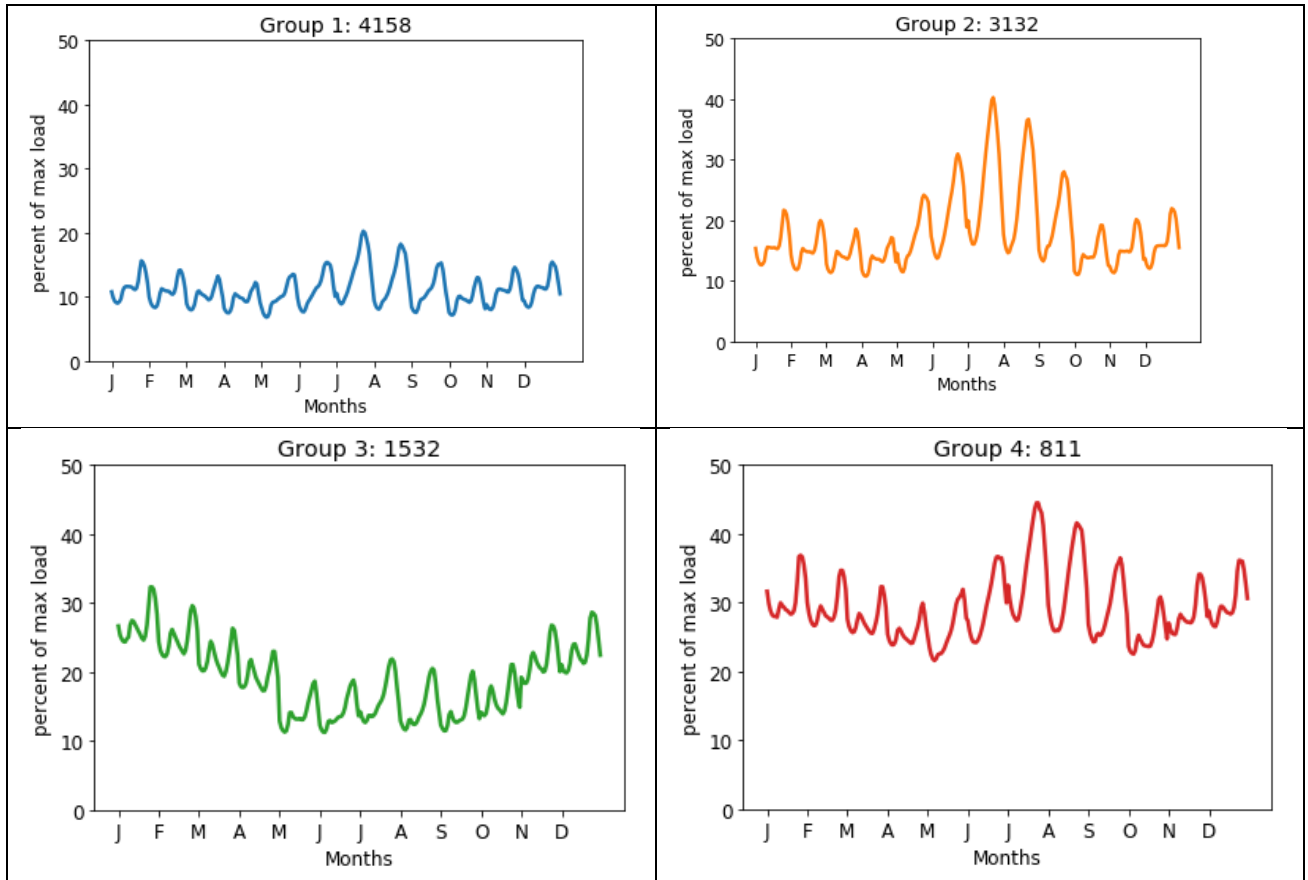 Group 1: 4158
50
40
30
20
10
0
percent of max load
J F M A M J J A S O N D
Months
Group 2: 3132
50
40
30
20
10
0
percent of max load
J F M A M J J A S O N D
Months
Group 3: 1532
50
40
30
20
10
0
percent of max load
J F M A M J J A S O N D
Months
Group 4: 811
50
40
30
20
10
0
percent of max load
J F M A M J J A S O N D
Months